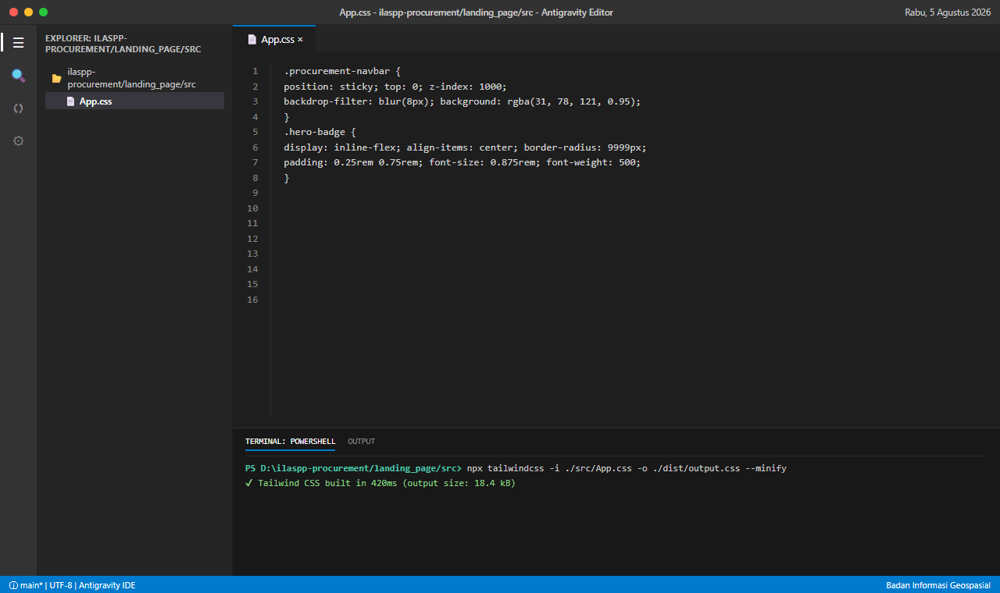 App.css - ilaspp-procurement/landing_page/src - Antigravity Editor
Rabu, 5 Agustus 2026
EXPLORER: ILASPP-
PROCUREMENT/LANDING_PAGE/SRC
ilaspp-
procurement/landing_page/src
App.css
App.css ×
1 .procurement-navbar {
2 position: sticky; top: 0; z-index: 1000;
3 backdrop-filter: blur(8px); background: rgba(31, 78, 121, 0.95);
4 }
5 .hero-badge {
6 display: inline-flex; align-items: center; border-radius: 9999px;
7 padding: 0.25rem 0.75rem; font-size: 0.875rem; font-weight: 500;
8 }
9
10
11
12
13
14
15
16
TERMINAL: POWERSHELL OUTPUT
PS D:\ilaspp-procurement/landing_page/src> npx tailwindcss -i ./src/App.css -o ./dist/output.css --minify
✓ Tailwind CSS built in 420ms (output size: 18.4 kB)
ⓘ main* | UTF-8 | Antigravity IDE
Badan Informasi Geospasial